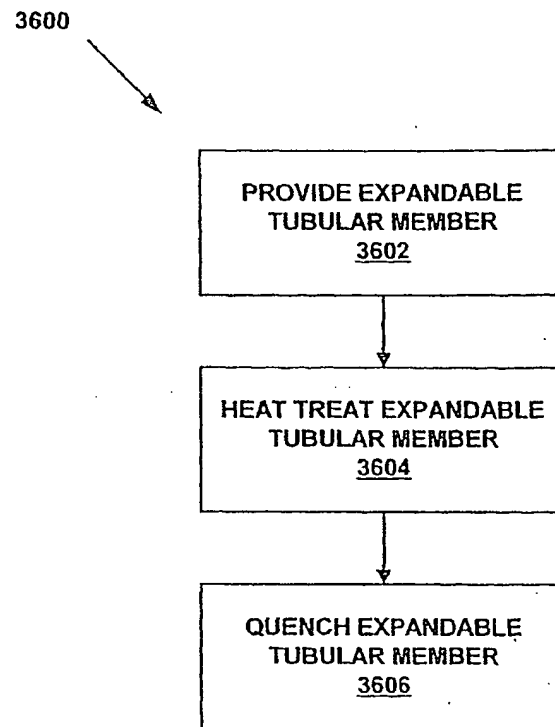 3600
PROVIDE EXPANDABLE
TUBULAR MEMBER
3602
HEAT TREAT EXPANDABLE
TUBULAR MEMBER
3604
QUENCH EXPANDABLE
TUBULAR MEMBER
3606